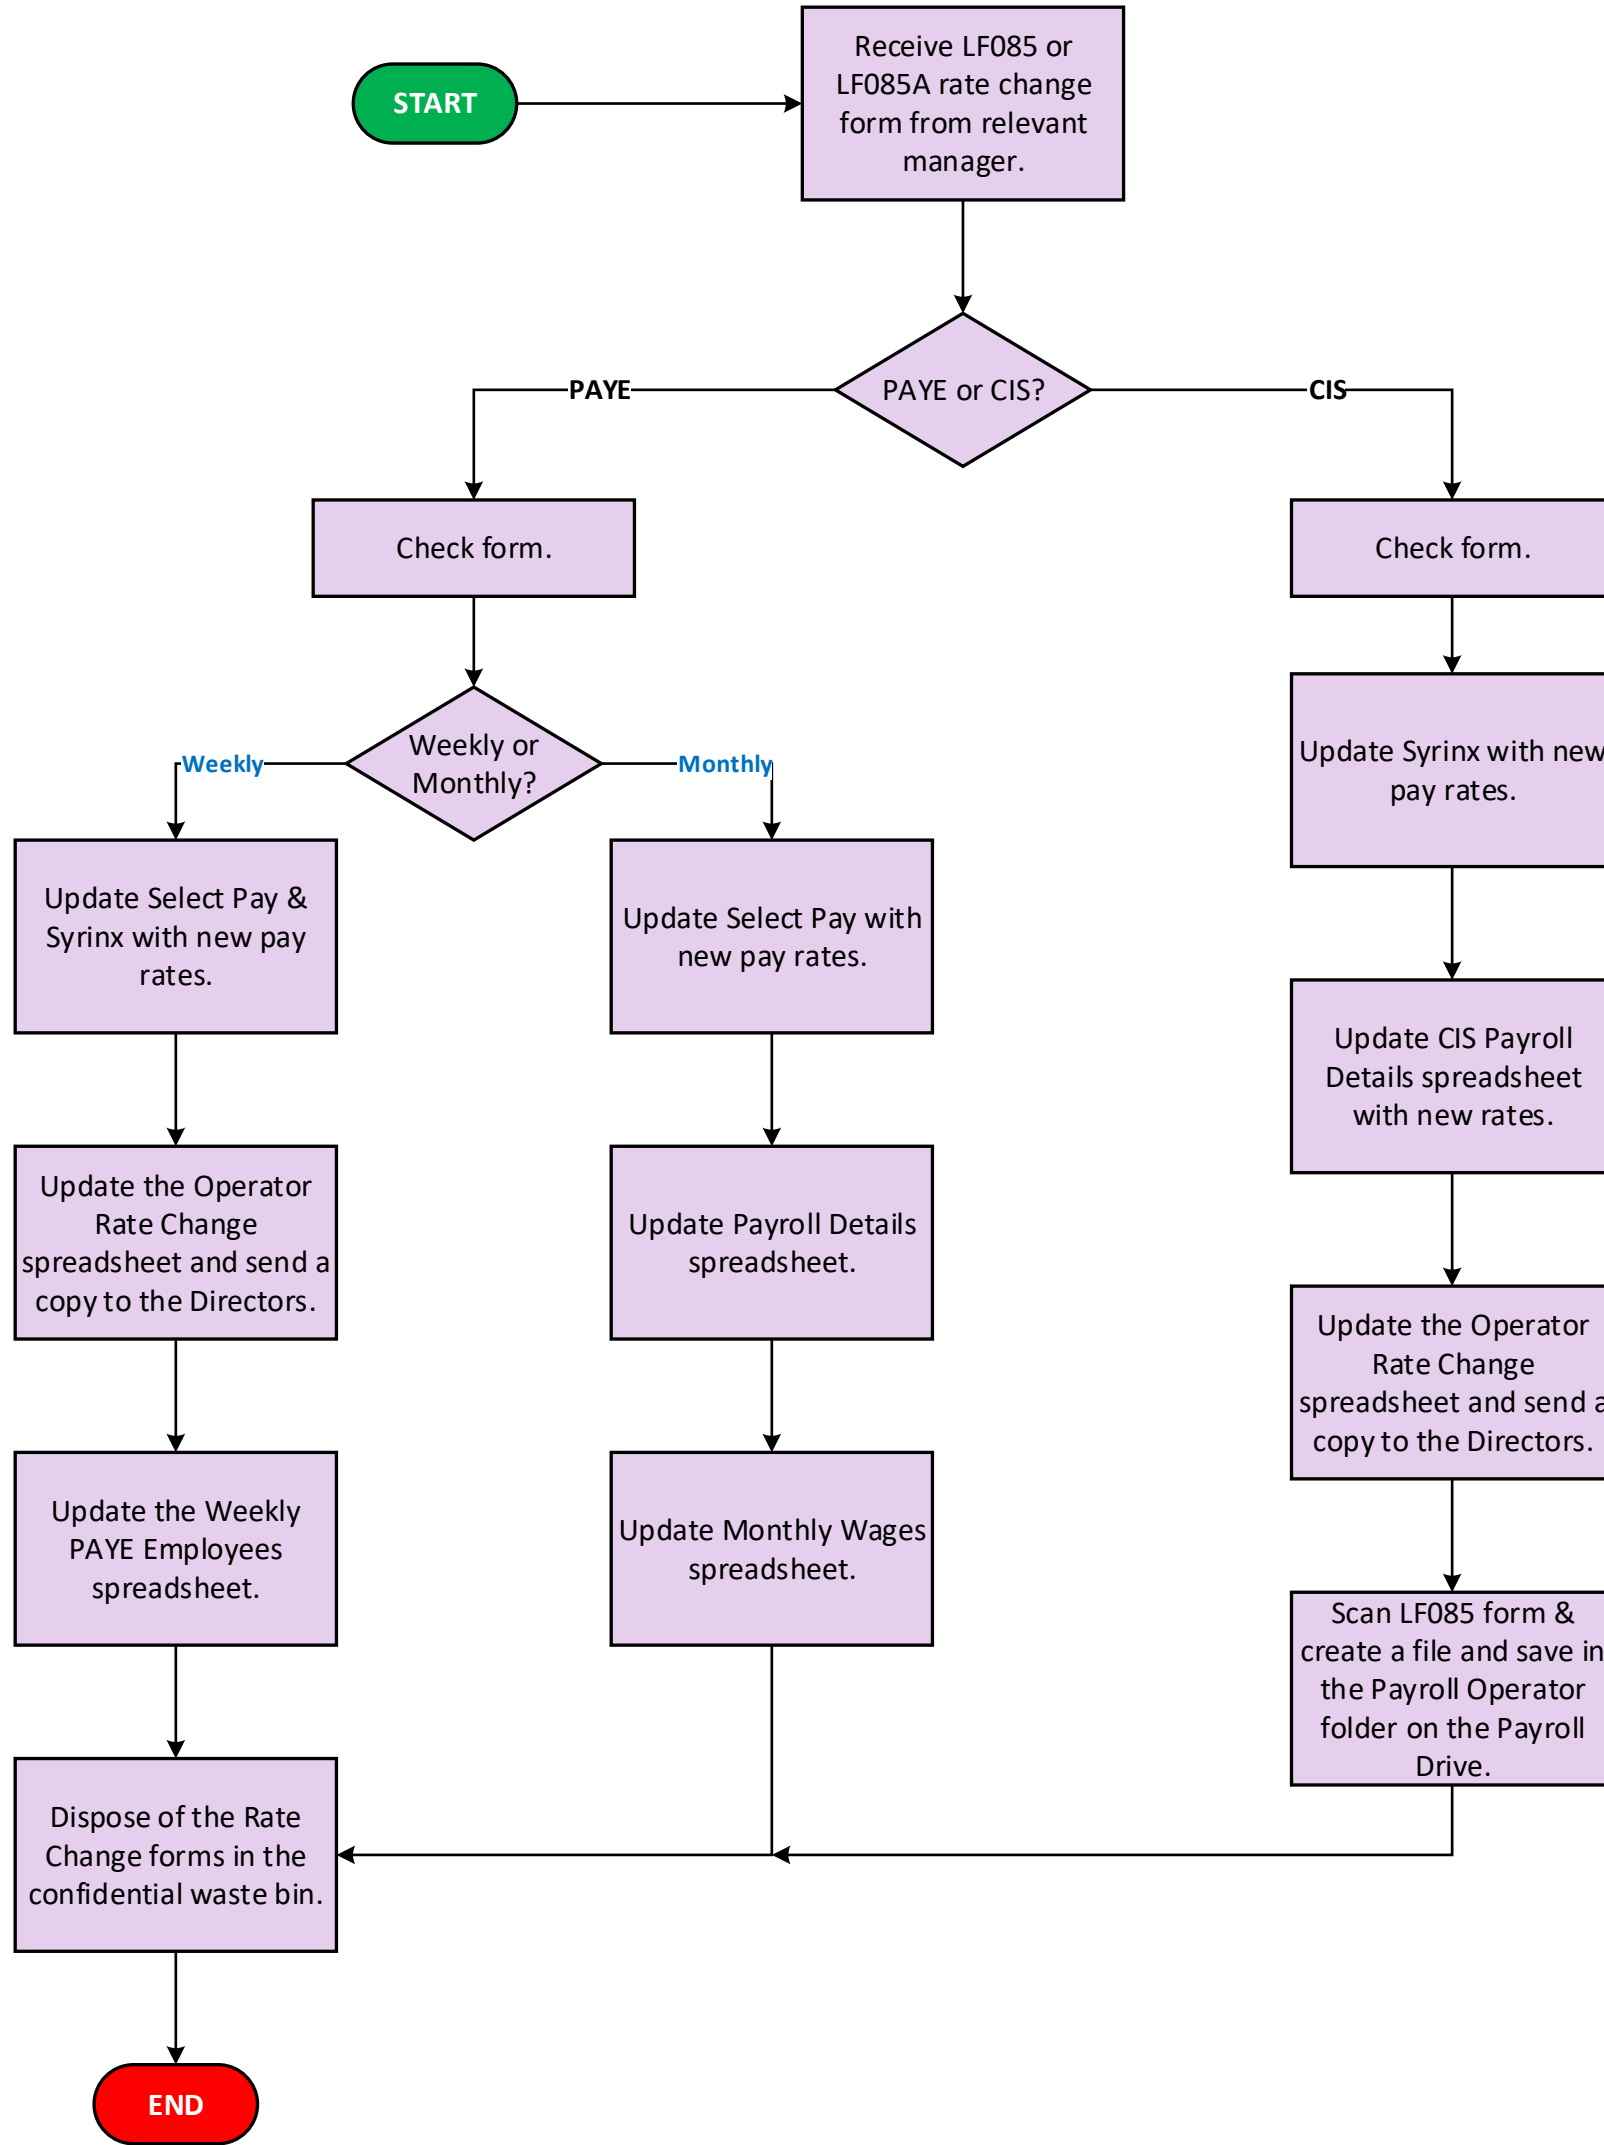 START
Receive LF085 or
LF085A rate change
form from relevant
manager.
PAYE or CIS?
PAYE
CIS
Check form.
Check form.
Weekly or
Monthly?
Weekly
Monthly
Update Select Pay &
Syrinx with new pay
rates.
Update the Operator
Rate Change
spreadsheet and send a
copy to the Directors.
Update the Weekly
PAYE Employees
spreadsheet.
Dispose of the Rate
Change forms in the
confidential waste bin.
END
Update Select Pay with
new pay rates.
Update Payroll Details
spreadsheet.
Update Monthly Wages
spreadsheet.
Update Syrinx with new
pay rates.
Update CIS Payroll
Details spreadsheet
with new rates.
Update the Operator
Rate Change
spreadsheet and send a
copy to the Directors.
Scan LF085 form &
create a file and save in
the Payroll Operator
folder on the Payroll
Drive.